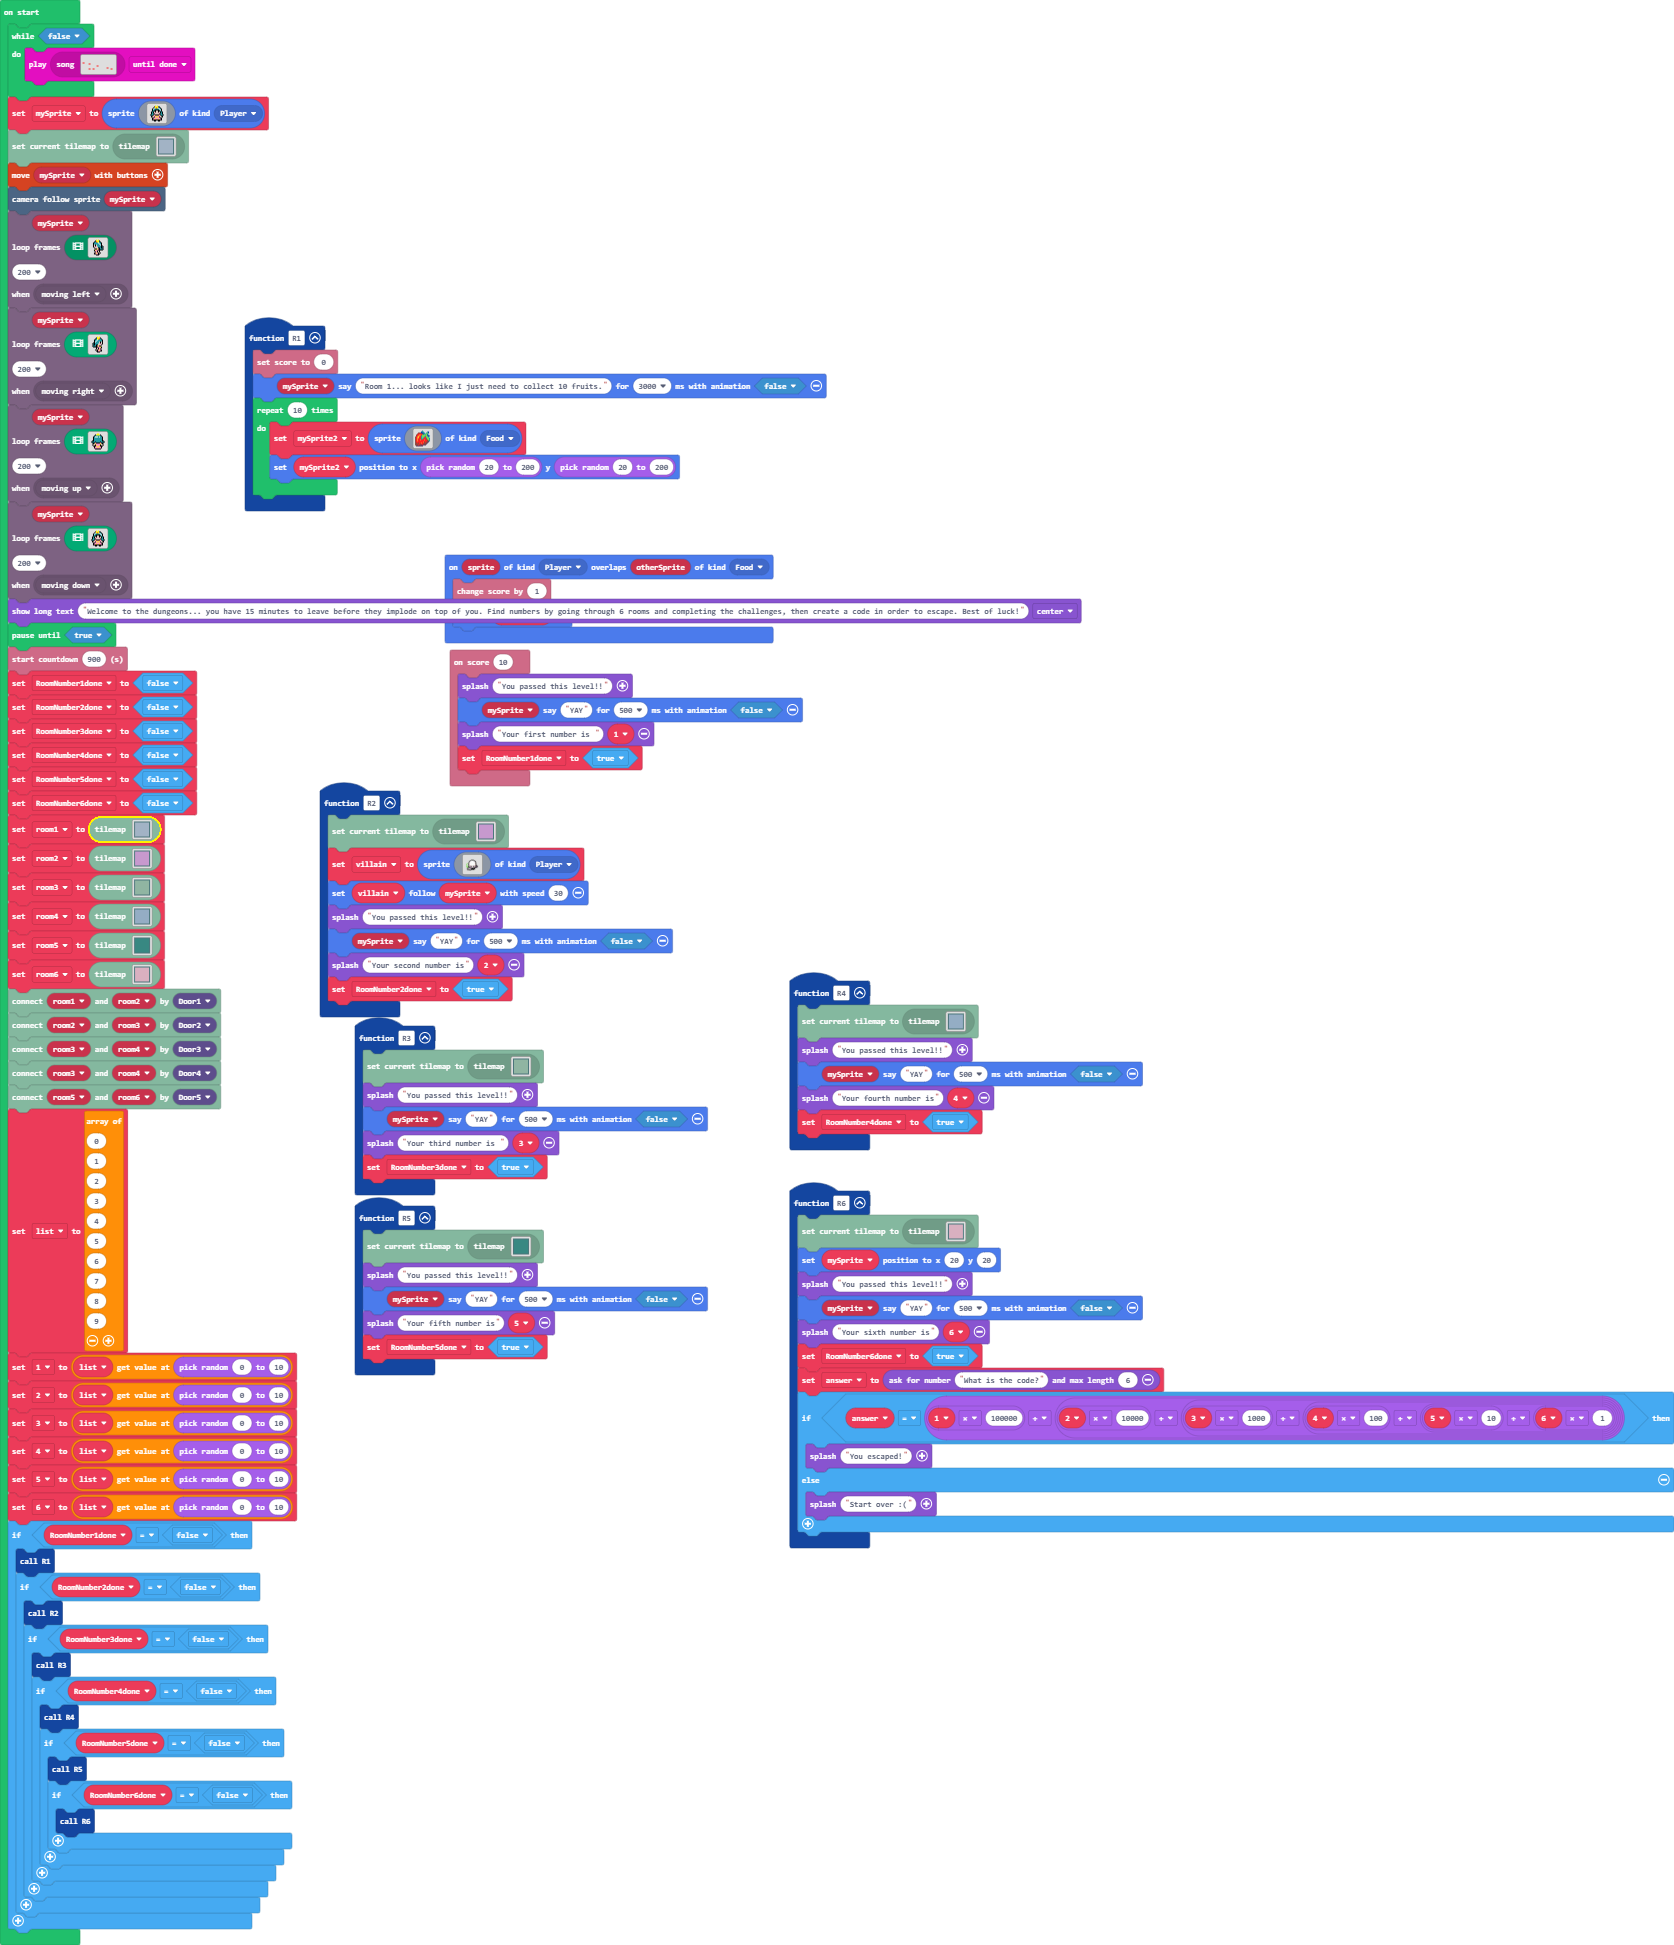 on start
while false
do
play song until done
set mySprite to sprite of kind Player
set current tilemap to tilemap
move mySprite with buttons
camera follow sprite mySprite
mySprite
loop frames
200
when moving left
mySprite
loop frames
200
when moving right
mySprite
loop frames
200
when moving up
mySprite
loop frames
200
when moving down
show long text "Welcome to the dungeons... you have 15 minutes to leave before they implode on top of you. Find numbers by going through 6 rooms and completing the challenges, then create a code in order to escape. Best of luck!" center
pause until true
start countdown 900 (s)
set RoomNumber1done to false
set RoomNumber2done to false
set RoomNumber3done to false
set RoomNumber4done to false
set RoomNumber5done to false
set RoomNumber6done to false
set room1 to tilemap
set room2 to tilemap
set room3 to tilemap
set room4 to tilemap
set room5 to tilemap
set room6 to tilemap
connect room1 and room2 by Door1
connect room2 and room3 by Door2
connect room3 and room4 by Door3
connect room3 and room4 by Door4
connect room5 and room6 by Door5
set list to array of
0
1
2
3
4
5
6
7
8
9
set 1 to list get value at pick random 0 to 10
set 2 to list get value at pick random 0 to 10
set 3 to list get value at pick random 0 to 10
set 4 to list get value at pick random 0 to 10
set 5 to list get value at pick random 0 to 10
set 6 to list get value at pick random 0 to 10
if RoomNumber1done = false then
call R1
if RoomNumber2done = false then
call R2
if RoomNumber3done = false then
call R3
if RoomNumber4done = false then
call R4
if RoomNumber5done = false then
call R5
if RoomNumber6done = false then
call R6
function R1
set score to 0
mySprite say "Room 1... looks like I just need to collect 10 fruits." for 3000 ms with animation false
repeat 10 times
do
set mySprite2 to sprite of kind Food
set mySprite2 position to x pick random 20 to 200 y pick random 20 to 200
on sprite of kind Player overlaps otherSprite of kind Food
change score by 1
on score 10
splash "You passed this level!!"
mySprite say "YAY" for 500 ms with animation false
splash "Your first number is " 1
set RoomNumber1done to true
function R2
set current tilemap to tilemap
set villain to sprite of kind Player
set villain follow mySprite with speed 30
splash "You passed this level!!"
mySprite say "YAY" for 500 ms with animation false
splash "Your second number is" 2
set RoomNumber2done to true
function R3
set current tilemap to tilemap
splash "You passed this level!!"
mySprite say "YAY" for 500 ms with animation false
splash "Your third number is " 3
set RoomNumber3done to true
function R5
set current tilemap to tilemap
splash "You passed this level!!"
mySprite say "YAY" for 500 ms with animation false
splash "Your fifth number is" 5
set RoomNumber5done to true
function R4
set current tilemap to tilemap
splash "You passed this level!!"
mySprite say "YAY" for 500 ms with animation false
splash "Your fourth number is" 4
set RoomNumber4done to true
function R6
set current tilemap to tilemap
set mySprite position to x 20 y 20
splash "You passed this level!!"
mySprite say "YAY" for 500 ms with animation false
splash "Your sixth number is" 6
set RoomNumber6done to true
set answer to ask for number "What is the code?" and max length 6
if answer = 1 × 100000 + 2 × 10000 + 3 × 1000 + 4 × 100 + 5 × 10 + 6 × 1 then
splash "You escaped!"
else
splash "Start over :("